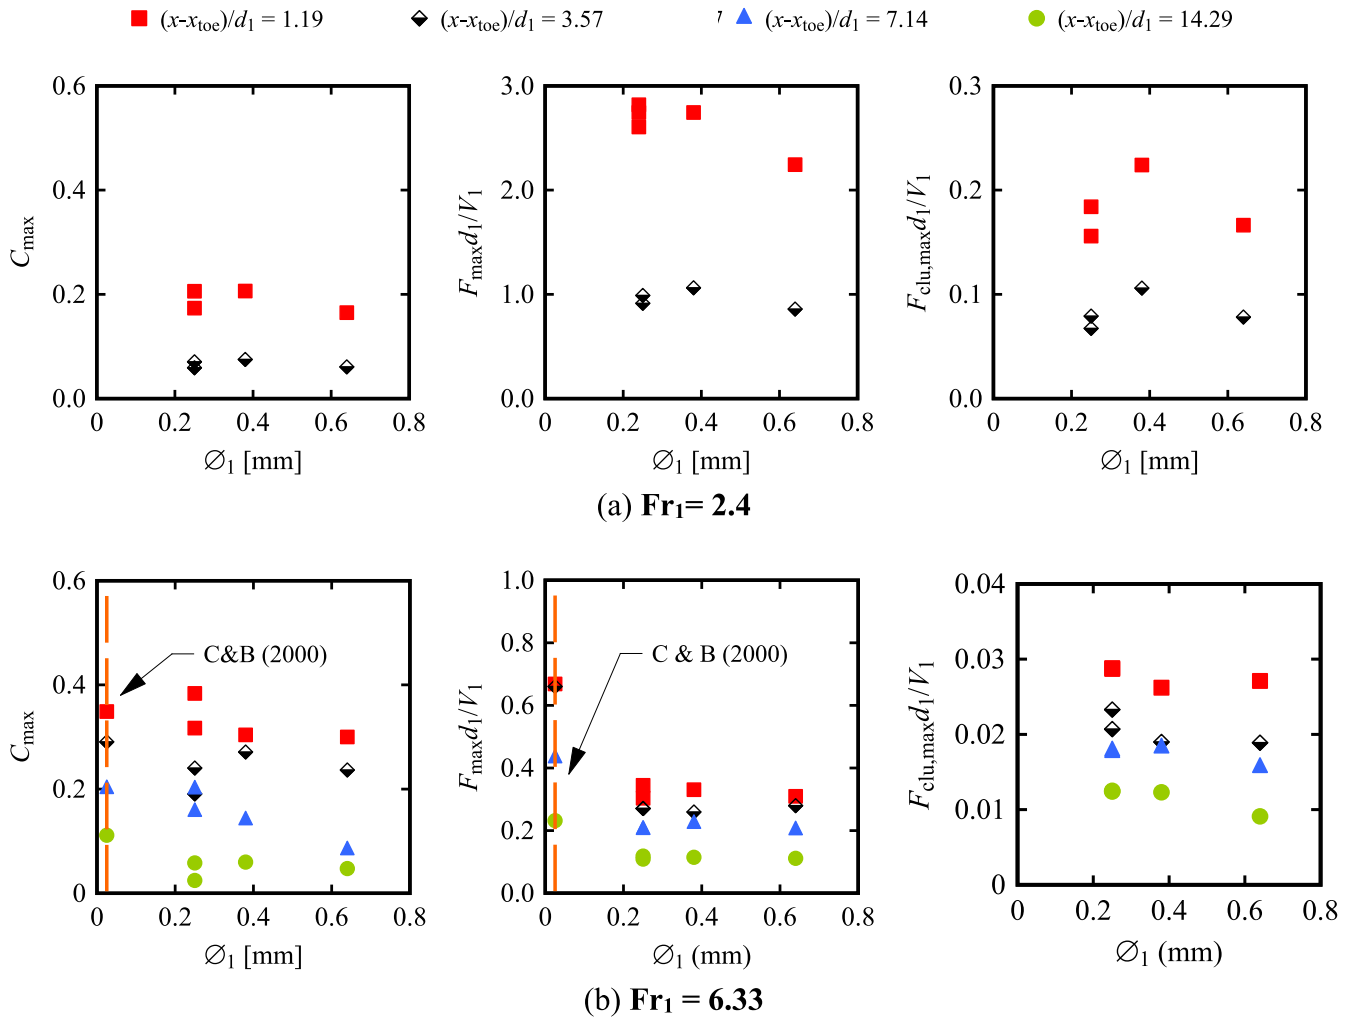 (x-xtoe)/d1 = 1.19 (x-xtoe)/d1 = 3.57 (x-xtoe)/d1 = 7.14 (x-xtoe)/d1 = 14.29
Cmax
0.6
0.4
0.2
0.0
0 0.2 0.4 0.6 0.8
∅1 [mm]
Fmaxd1/V1
3.0
2.0
1.0
0.0
0 0.2 0.4 0.6 0.8
∅1 [mm]
Fclu,maxd1/V1
0.3
0.2
0.1
0.0
0 0.2 0.4 0.6 0.8
∅1 [mm]
(a) Fr1= 2.4
Cmax
0.6
0.4
0.2
0
C&B (2000)
0 0.2 0.4 0.6 0.8
∅1 [mm]
Fmaxd1/V1
1.0
0.8
0.6
0.4
0.2
0.0
C & B (2000)
0 0.2 0.4 0.6 0.8
∅1 (mm)
Fclu,maxd1/V1
0.04
0.03
0.02
0.01
0
0 0.2 0.4 0.6 0.8
∅1 (mm)
(b) Fr1 = 6.33